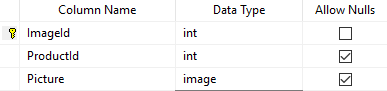 Column Name Data Type Allow Nulls
ImageId int
ProductId int
Picture image